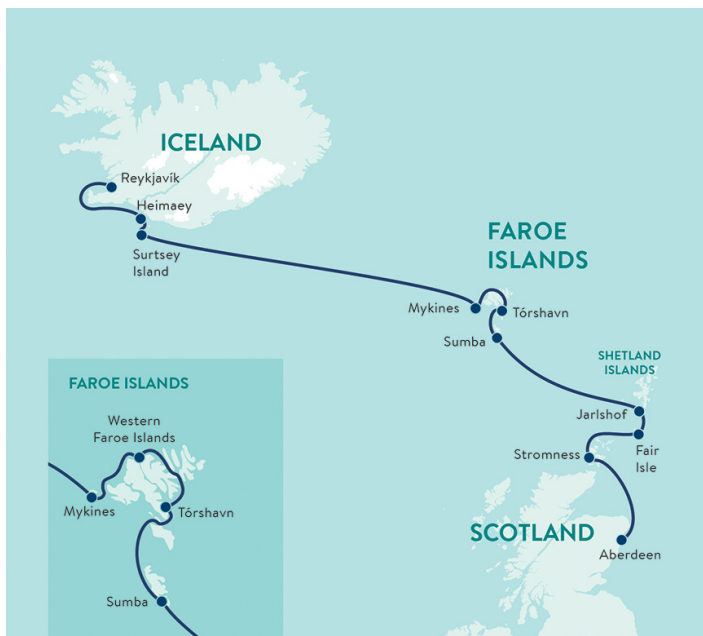 ICELAND
Reykjavík
Heimaey
Surtsey
Island
FAROE
ISLANDS
Mykines
Tórshavn
Sumba
SHETLAND
ISLANDS
Jarlshof
Fair
Isle
Stromness
SCOTLAND
Aberdeen
FAROE ISLANDS
Western
Faroe Islands
Mykines
Tórshavn
Sumba